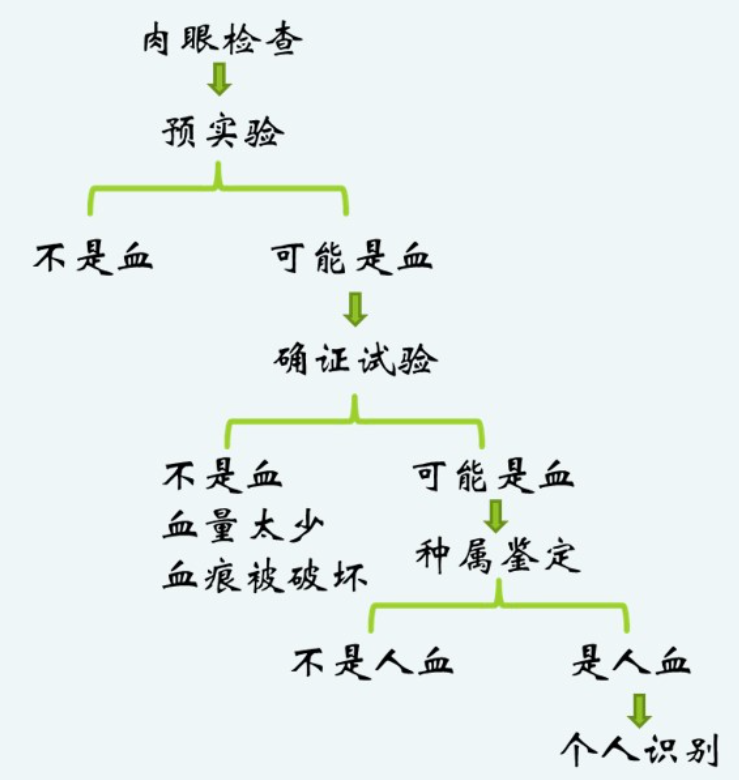 肉眼检查
预实验
不是血 可能是血
确证试验
不是血 可能是血
血量太少
种属鉴定
血痕被破坏
不是人血 是人血
个人识别